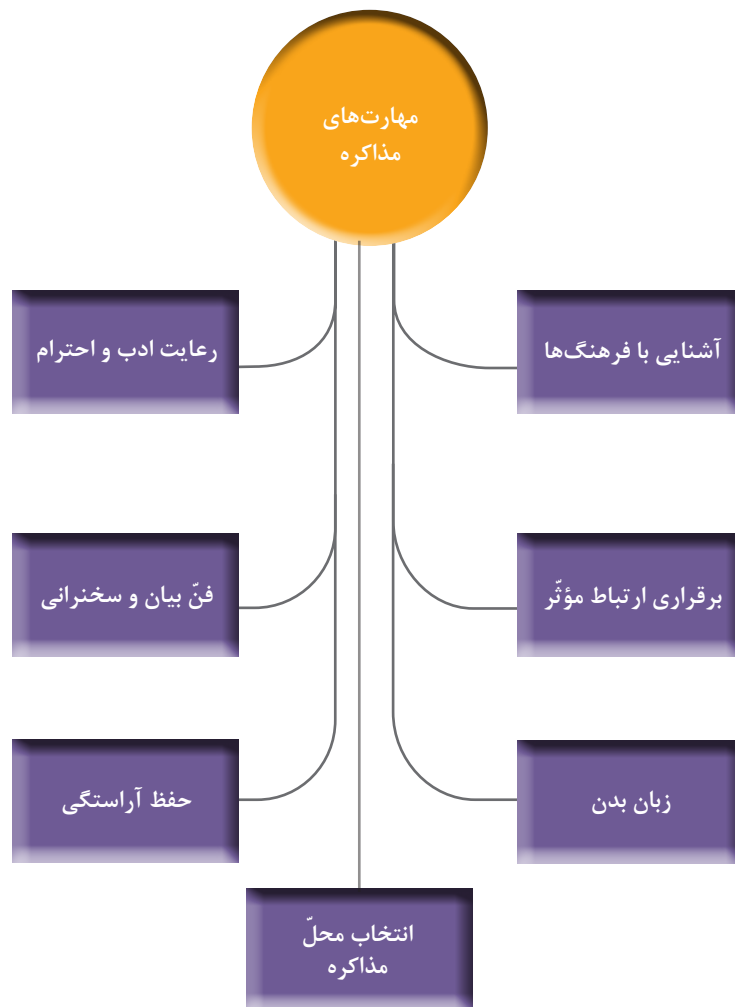 مهارت‌های
مذاکره
آشنایی با فرهنگ‌ها
رعایت ادب و احترام
برقراری ارتباط مؤثّر
فنّ بیان و سخنرانی
زبان بدن
حفظ آراستگی
انتخاب محلّ
مذاکره